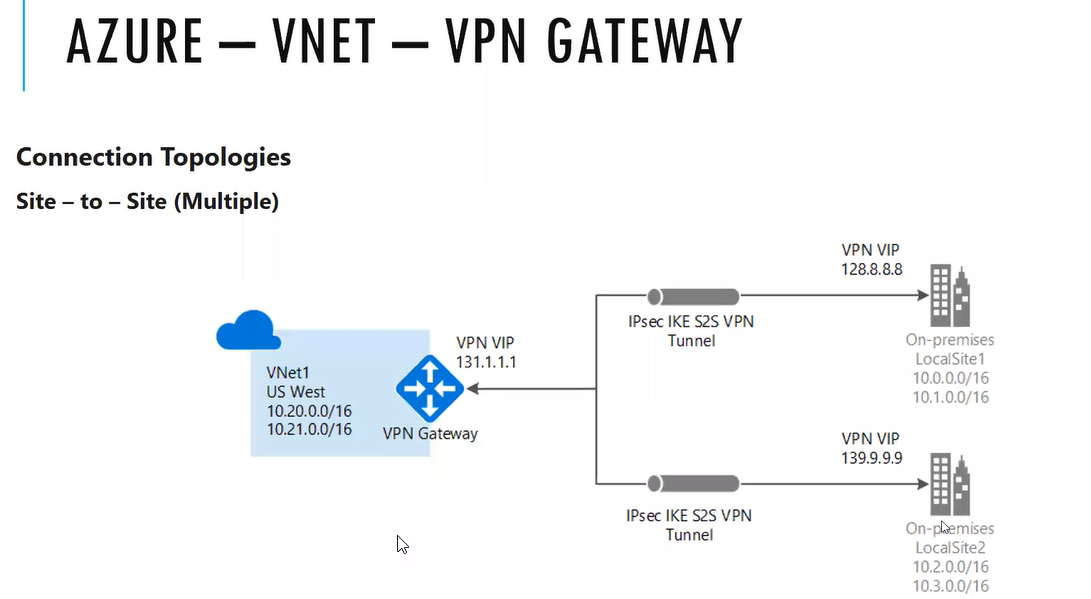 AZURE – VNET – VPN GATEWAY
Connection Topologies
Site – to – Site (Multiple)
VPN VIP
128.8.8.8
IPsec IKE S2S VPN
Tunnel
On-premises
LocalSite1
10.0.0.0/16
10.1.0.0/16
VPN VIP
131.1.1.1
VNet1
US West
10.20.0.0/16
10.21.0.0/16
VPN Gateway
VPN VIP
139.9.9.9
IPsec IKE S2S VPN
Tunnel
On-premises
LocalSite2
10.2.0.0/16
10.3.0.0/16